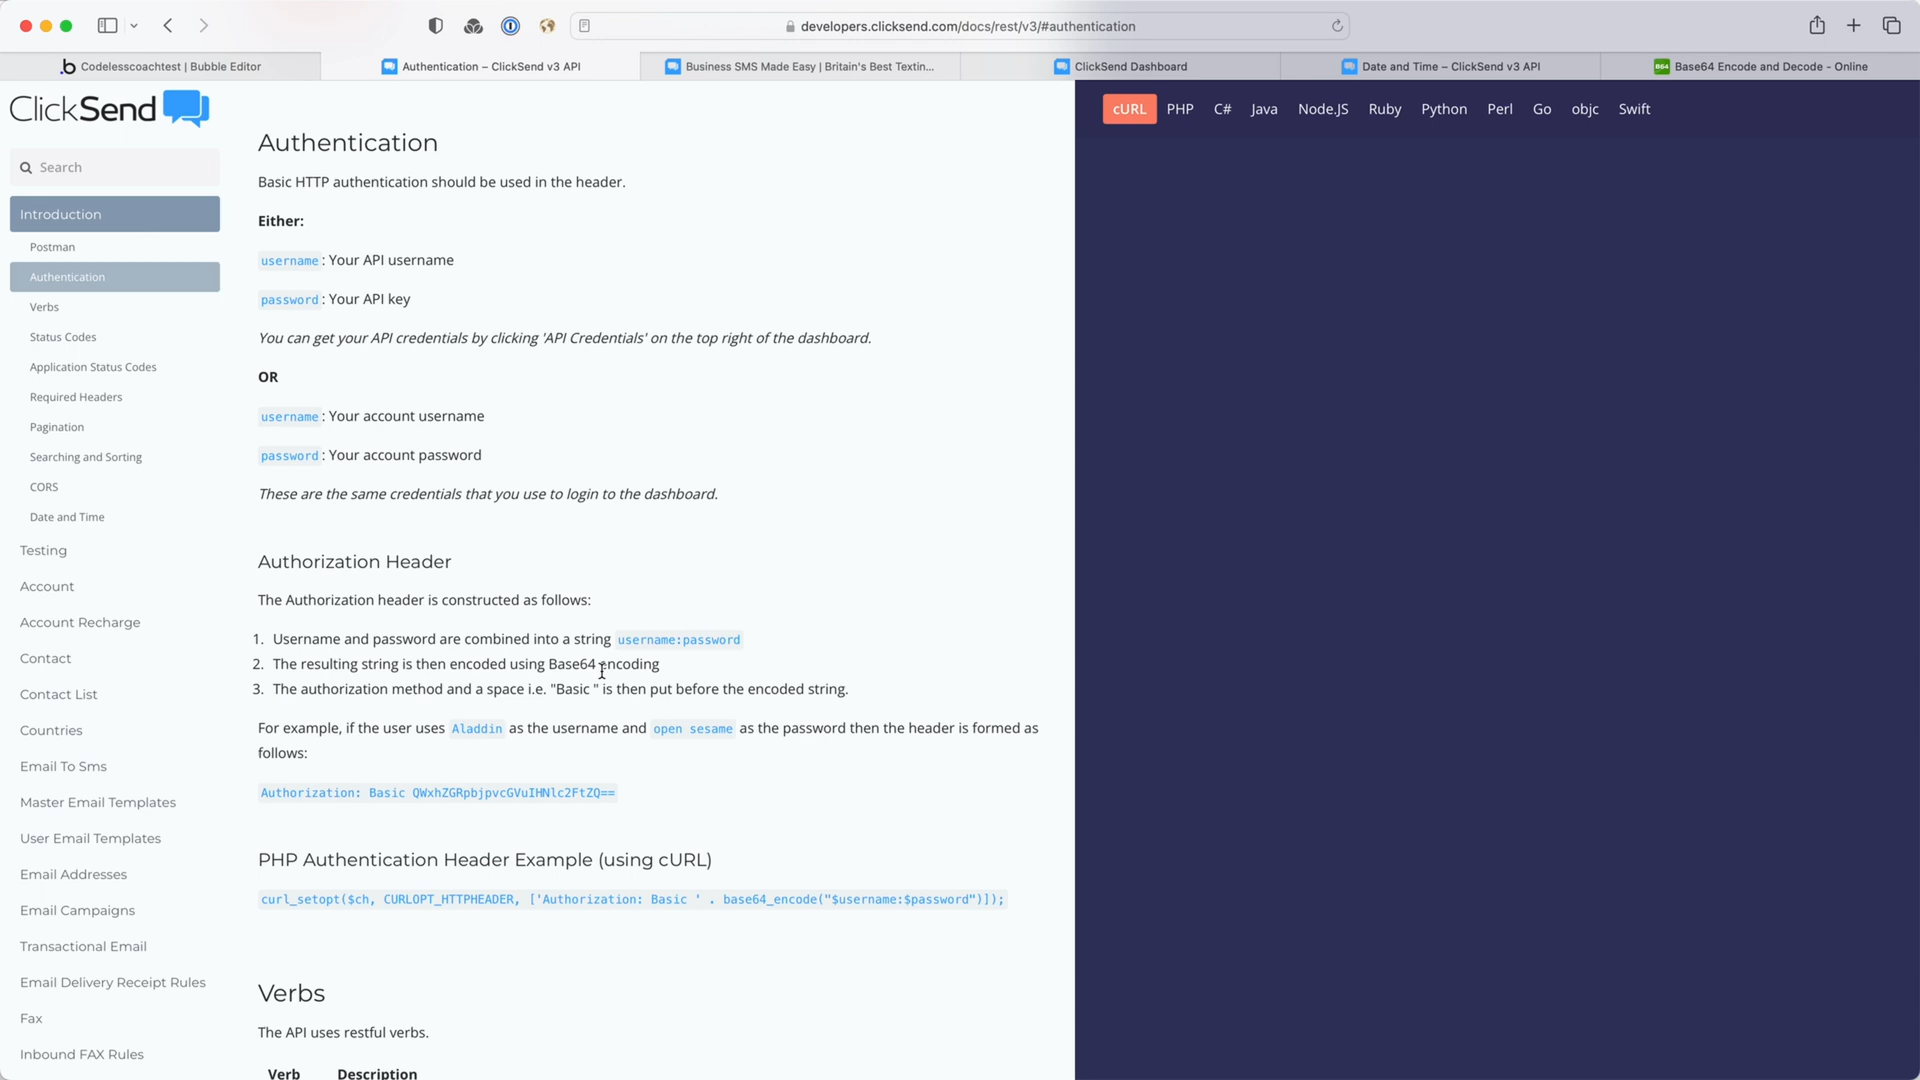 developers.clicksend.com/docs/rest/v3/#authentication
Codelesscoachtest | Bubble Editor
Authentication – ClickSend v3 API
Business SMS Made Easy | Britain's Best Textin...
ClickSend Dashboard
Date and Time – ClickSend v3 API
B64 Base64 Encode and Decode - Online
ClickSend
Search
Introduction
Postman
Authentication
Verbs
Status Codes
Application Status Codes
Required Headers
Pagination
Searching and Sorting
CORS
Date and Time
Testing
Account
Account Recharge
Contact
Contact List
Countries
Email To Sms
Master Email Templates
User Email Templates
Email Addresses
Email Campaigns
Transactional Email
Email Delivery Receipt Rules
Fax
Inbound FAX Rules
Authentication
Basic HTTP authentication should be used in the header.
Either:
username: Your API username
password: Your API key
You can get your API credentials by clicking 'API Credentials' on the top right of the dashboard.
OR
username: Your account username
password: Your account password
These are the same credentials that you use to login to the dashboard.
Authorization Header
The Authorization header is constructed as follows:
1. Username and password are combined into a string username:password
2. The resulting string is then encoded using Base64 encoding
3. The authorization method and a space i.e. "Basic " is then put before the encoded string.
For example, if the user uses Aladdin as the username and open sesame as the password then the header is formed as
follows:
Authorization: Basic QWxhZGRpbjpvcGVuIHNlc2FtZQ==
PHP Authentication Header Example (using cURL)
curl_setopt($ch, CURLOPT_HTTPHEADER, ['Authorization: Basic ' . base64_encode("$username:$password")]);
Verbs
The API uses restful verbs.
Verb Description
cURL PHP C# Java Node.JS Ruby Python Perl Go objc Swift